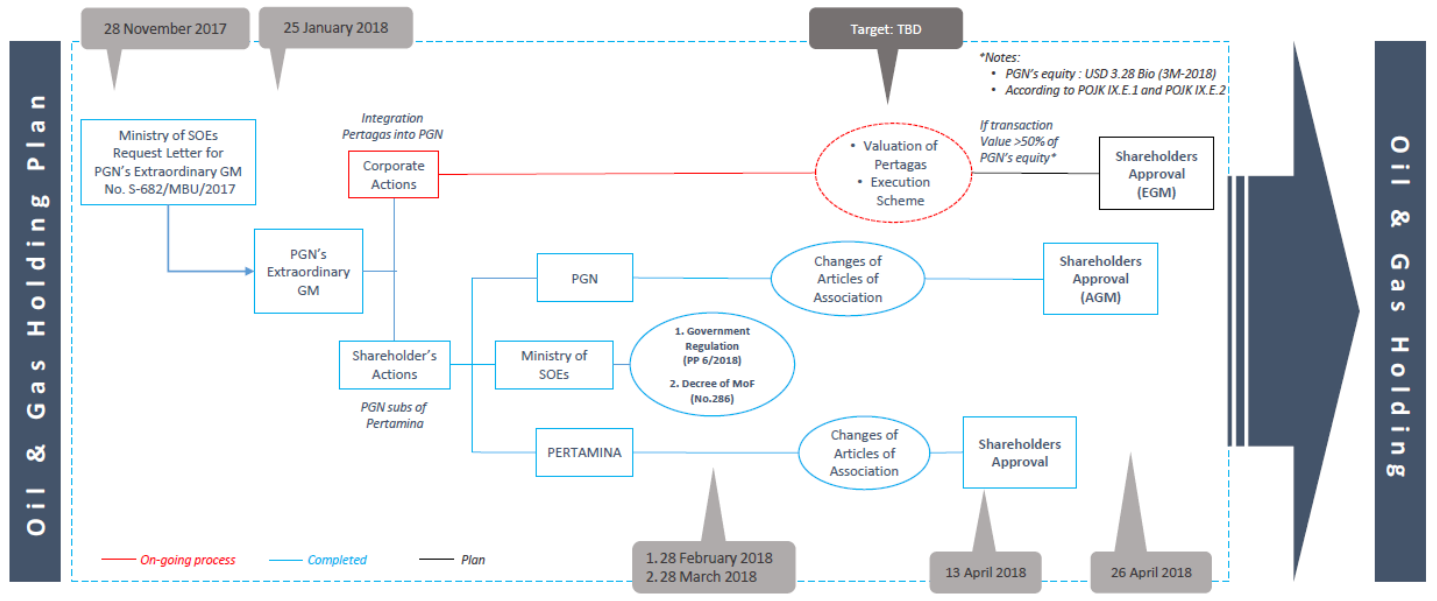 Oil & Gas Holding Plan
28 November 2017
25 January 2018
Target: TBD
*Notes:
• PGN's equity : USD 3.28 Bio (3M-2018)
• According to POJK IX.E.1 and POJK IX.E.2
Ministry of SOEs
Request Letter for
PGN's Extraordinary GM
No. S-682/MBU/2017
Integration
Pertagas into PGN
Corporate
Actions
• Valuation of
Pertagas
• Execution
Scheme
If transaction
Value >50% of
PGN's equity*
Shareholders
Approval
(EGM)
PGN's
Extraordinary
GM
PGN
Changes of
Articles of
Association
Shareholders
Approval
(AGM)
Shareholder's
Actions
PGN subs of
Pertamina
Ministry of
SOEs
1. Government
Regulation
(PP 6/2018)
2. Decree of MoF
(No.286)
PERTAMINA
Changes of
Articles of
Association
Shareholders
Approval
On-going process
Completed
Plan
1. 28 February 2018
2. 28 March 2018
13 April 2018
26 April 2018
Oil & Gas Holding